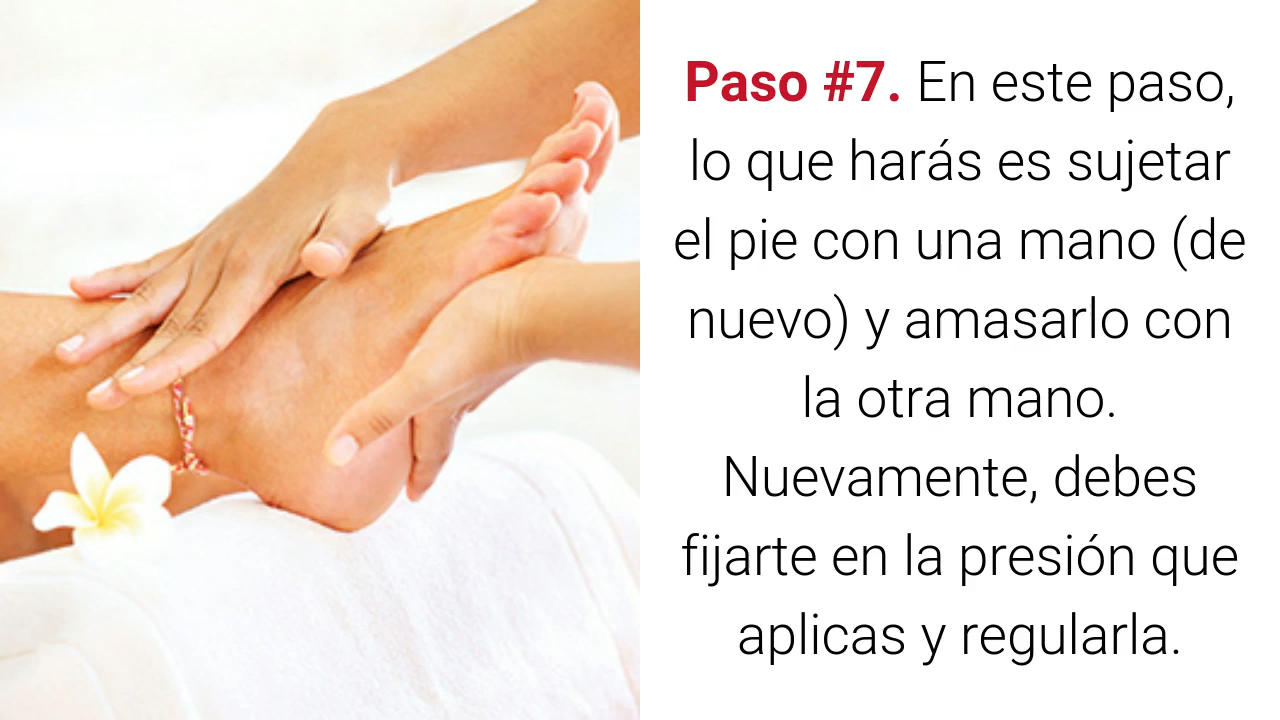 Paso #7. En este paso,
lo que harás es sujetar
el pie con una mano (de
nuevo) y amasarlo con
la otra mano.
Nuevamente, debes
fijarte en la presión que
aplicas y regularla.